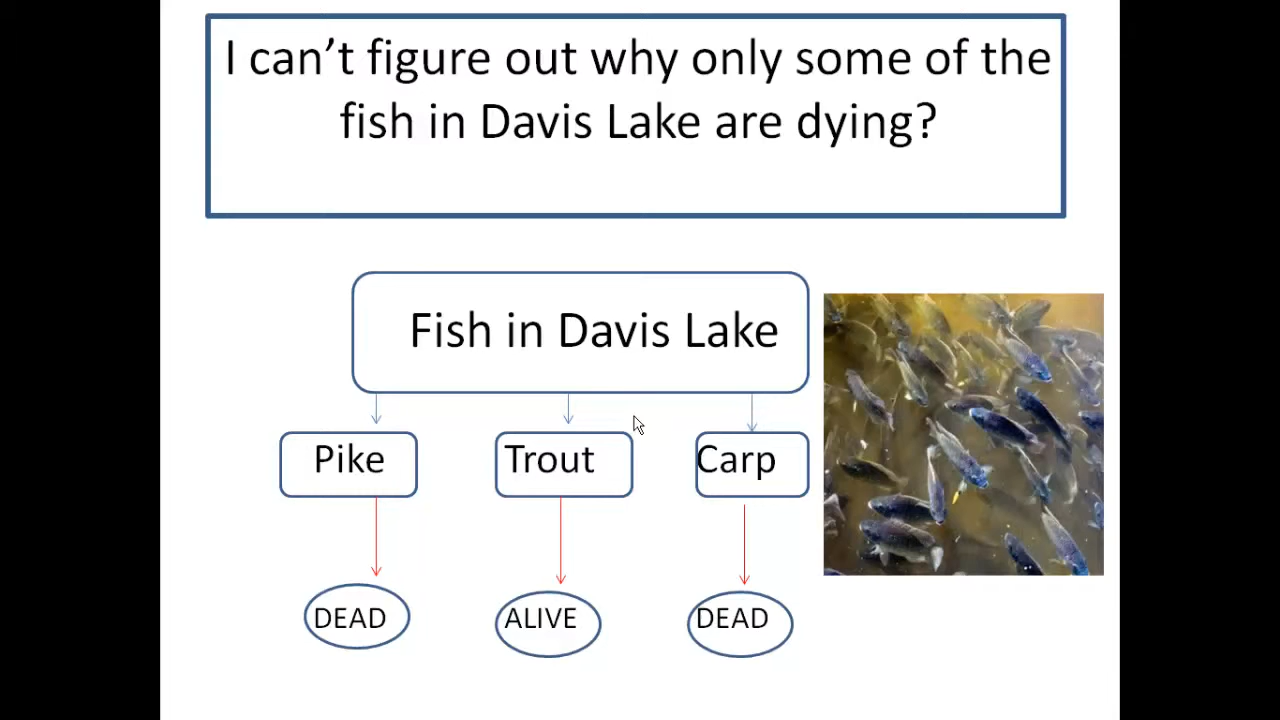 I can’t figure out why only some of the
fish in Davis Lake are dying?
Fish in Davis Lake
Pike
Trout
Carp
DEAD
ALIVE
DEAD